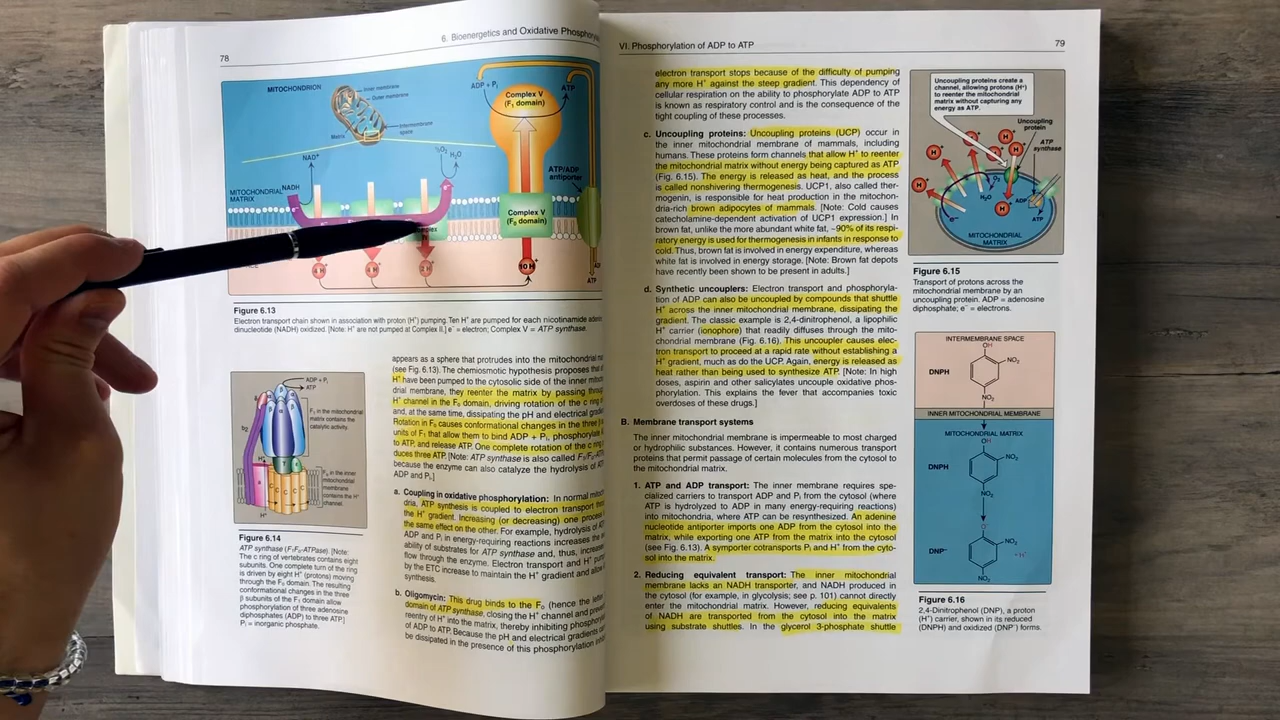 78
6. Bioenergetics and Oxidative Phosphory
MITOCHONDRION
Inner membrane
Outer membrane
Intermembrane
space
Matrix
ADP + Pi
ATP
Complex V
(F1 domain)
NAD+
½O2
H2O
MITOCHONDRIAL
MATRIX
NADH
ATP/ADP
antiporter
Complex V
(Fo domain)
4 H+
2 H+
10 H+
ATP
Figure 6.13
Electron transport chain shown in association with proton (H+) pumping. Ten H+ are pumped for each nicotinamide adenin
dinucleotide (NADH) oxidized. [Note: H+ are not pumped at Complex II.] e- = electron; Complex V = ATP synthase.
ADP + Pi
ATP
F1 in the mitochondrial
matrix contains the
catalytic activity.
b2
Fo in the inner
mitochondrial
membrane
contains the H+
channel.
H+
H+
Figure 6.14
ATP synthase (F1Fo-ATPase). [Note:
The c ring of vertebrates contains eight
subunits. One complete turn of the ring
is driven by eight H+ (protons) moving
through the Fo domain. The resulting
conformational changes in the three
β subunits of the F1 domain allow
phosphorylation of three adenosine
diphosphates (ADP) to three ATP]
Pi = inorganic phosphate.
appears as a sphere that protrudes into the mitochondrial
(see Fig. 6.13). The chemiosmotic hypothesis proposes that
H+ have been pumped to the cytosolic side of the inner
drial membrane, they reenter the matrix by passing through
H+ channel in the Fo domain, driving rotation of the c ring
and, at the same time, dissipating the pH and electrical
Rotation in Fo causes conformational changes in the three
units of F1 that allow them to bind ADP + Pi, phosphorylate
to ATP, and release ATP. One complete rotation of the c
duces three ATP. [Note: ATP synthase is also called
because the enzyme can also catalyze the hydrolysis of
ADP and Pi.]
a. Coupling in oxidative phosphorylation: In normal
dria, ATP synthesis is coupled to electron transport
the H+ gradient. Increasing (or decreasing) one
the same effect on the other. For example, hydrolysis of
ADP and Pi in energy-requiring reactions increases the
ability of substrates for ATP synthase and, thus,
flow through the enzyme. Electron transport and H+
by the ETC increase to maintain the H+ gradient and
synthesis.
b. Oligomycin: This drug binds to the Fo (hence the
domain of ATP synthase, closing the H+ channel and
reentry of H+ into the matrix, thereby inhibiting
of ADP to ATP. Because the pH and electrical gradients
be dissipated in the presence of this phosphorylation
VI. Phosphorylation of ADP to ATP
79
electron transport stops because of the difficulty of pumping
any more H+ against the steep gradient. This dependency of
cellular respiration on the ability to phosphorylate ADP to ATP
is known as respiratory control and is the consequence of the
tight coupling of these processes.
c. Uncoupling proteins: Uncoupling proteins (UCP) occur in
the inner mitochondrial membrane of mammals, including
humans. These proteins form channels that allow H+ to reenter
the mitochondrial matrix without energy being captured as ATP
(Fig. 6.15). The energy is released as heat, and the process
is called nonshivering thermogenesis. UCP1, also called ther-
mogenin, is responsible for heat production in the mitochon-
dria-rich brown adipocytes of mammals. [Note: Cold causes
catecholamine-dependent activation of UCP1 expression.] In
brown fat, unlike the more abundant white fat, ~90% of its respi-
ratory energy is used for thermogenesis in infants in response to
cold. Thus, brown fat is involved in energy expenditure, whereas
white fat is involved in energy storage. [Note: Brown fat depots
have recently been shown to be present in adults.]
d. Synthetic uncouplers: Electron transport and phosphoryla-
tion of ADP can also be uncoupled by compounds that shuttle
H+ across the inner mitochondrial membrane, dissipating the
gradient. The classic example is 2,4-dinitrophenol, a lipophilic
H+ carrier (ionophore) that readily diffuses through the mito-
chondrial membrane (Fig. 6.16). This uncoupler causes elec-
tron transport to proceed at a rapid rate without establishing a
H+ gradient, much as do the UCP. Again, energy is released as
heat rather than being used to synthesize ATP. [Note: In high
doses, aspirin and other salicylates uncouple oxidative phos-
phorylation. This explains the fever that accompanies toxic
overdoses of these drugs.]
B. Membrane transport systems
The inner mitochondrial membrane is impermeable to most charged
or hydrophilic substances. However, it contains numerous transport
proteins that permit passage of certain molecules from the cytosol to
the mitochondrial matrix.
1. ATP and ADP transport: The inner membrane requires spe-
cialized carriers to transport ADP and Pi from the cytosol (where
ATP is hydrolyzed to ADP in many energy-requiring reactions)
into mitochondria, where ATP can be resynthesized. An adenine
nucleotide antiporter imports one ADP from the cytosol into the
matrix, while exporting one ATP from the matrix into the cytosol
(see Fig. 6.13). A symporter cotransports Pi and H+ from the cyto-
sol into the matrix.
2. Reducing equivalent transport: The inner mitochondrial
membrane lacks an NADH transporter, and NADH produced in
the cytosol (for example, in glycolysis; see p. 101) cannot directly
enter the mitochondrial matrix. However, reducing equivalents
of NADH are transported from the cytosol into the matrix
using substrate shuttles. In the glycerol 3-phosphate shuttle
Uncoupling proteins create a
channel, allowing protons (H+)
to reenter the mitochondrial
matrix without capturing any
energy as ATP.
Uncoupling
protein
ATP
synthase
O2
H2O
e-
ADP
ATP
MITOCHONDRIAL
MATRIX
Figure 6.15
Transport of protons across the
mitochondrial membrane by an
uncoupling protein. ADP = adenosine
diphosphate; e- = electrons.
INTERMEMBRANE SPACE
OH
NO2
DNPH
NO2
INNER MITOCHONDRIAL MEMBRANE
MITOCHONDRIAL MATRIX
OH
NO2
DNPH
NO2
O-
NO2
DNP-
+H+
NO2
Figure 6.16
2,4-Dinitrophenol (DNP), a proton
(H+) carrier, shown in its reduced
(DNPH) and oxidized (DNP-) forms.